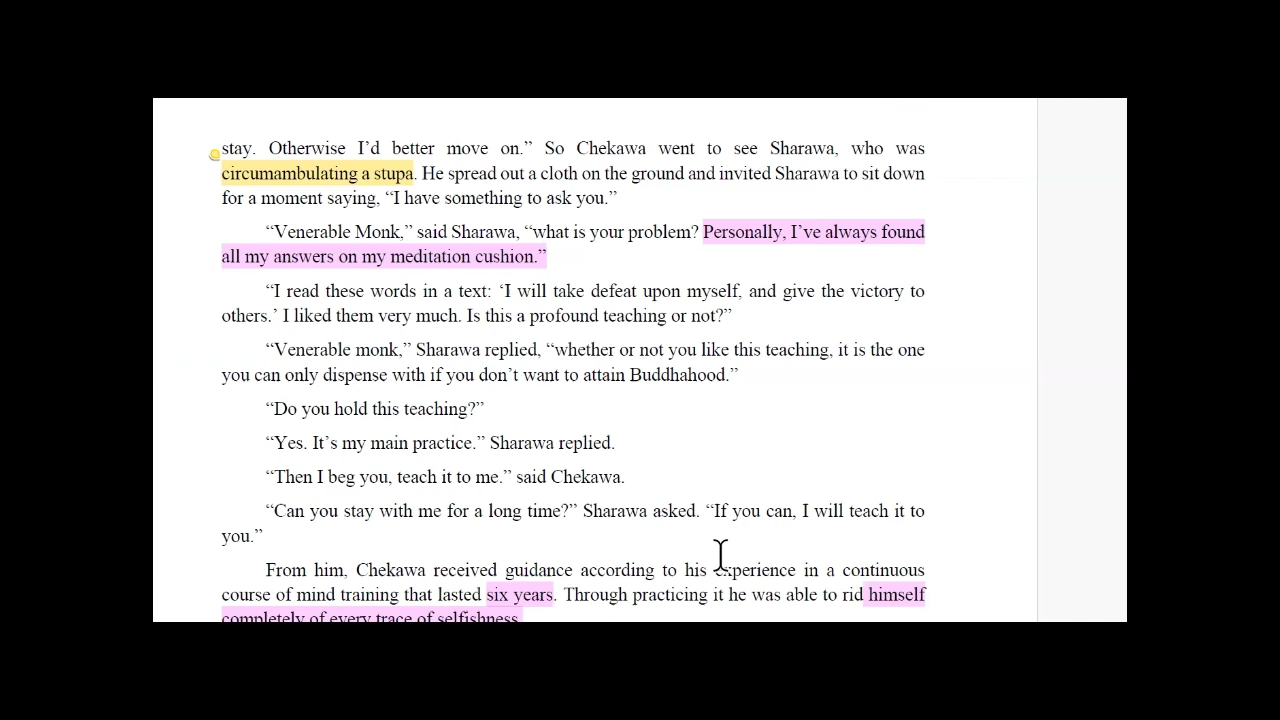 stay. Otherwise I’d better move on.” So Chekawa went to see Sharawa, who was
circumambulating a stupa. He spread out a cloth on the ground and invited Sharawa to sit down
for a moment saying, “I have something to ask you.”
“Venerable Monk,” said Sharawa, “what is your problem? Personally, I’ve always found
all my answers on my meditation cushion.”
“I read these words in a text: ‘I will take defeat upon myself, and give the victory to
others.’ I liked them very much. Is this a profound teaching or not?”
“Venerable monk,” Sharawa replied, “whether or not you like this teaching, it is the one
you can only dispense with if you don’t want to attain Buddhahood.”
“Do you hold this teaching?”
“Yes. It’s my main practice.” Sharawa replied.
“Then I beg you, teach it to me.” said Chekawa.
“Can you stay with me for a long time?” Sharawa asked. “If you can, I will teach it to
you.”
From him, Chekawa received guidance according to his experience in a continuous
course of mind training that lasted six years. Through practicing it he was able to rid himself
completely of every trace of selfishness.